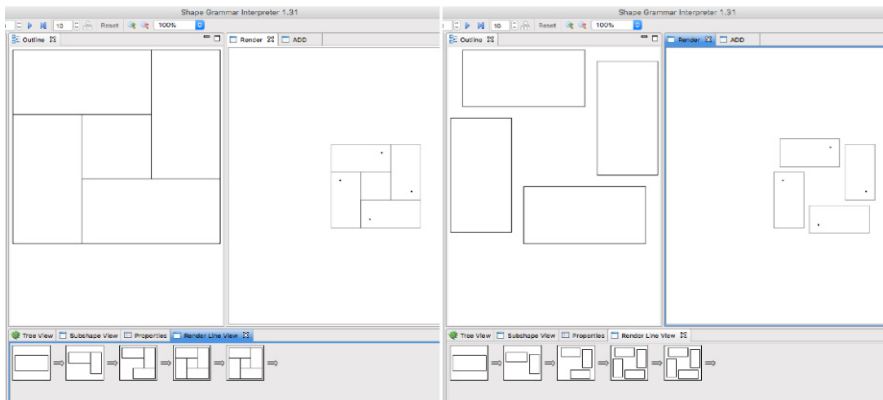 Shape Grammar Interpreter 1.31
10 Reset 100%
Outline Render ADD
Tree View Subshape View Properties Render Line View
Shape Grammar Interpreter 1.31
10 Reset 100%
Outline Render ADD
Tree View Subshape View Properties Render Line View